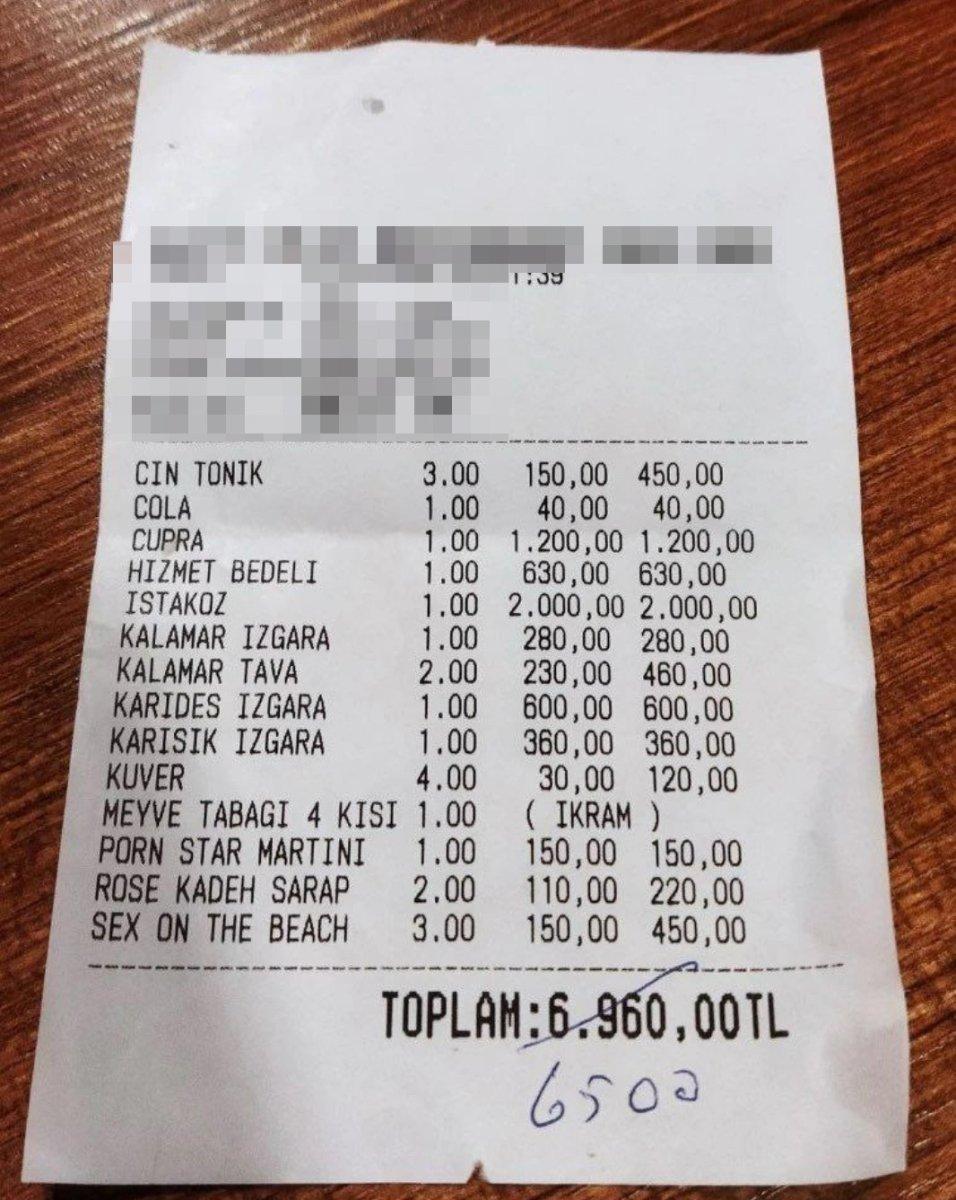 CIN TONIK 3.00 150,00 450,00
COLA 1.00 40,00 40,00
CUPRA 1.00 1.200,00 1.200,00
HIZMET BEDELI 1.00 630,00 630,00
ISTAKOZ 1.00 2.000,00 2.000,00
KALAMAR IZGARA 1.00 280,00 280,00
KALAMAR TAVA 2.00 230,00 460,00
KARIDES IZGARA 1.00 600,00 600,00
KARISIK IZGARA 1.00 360,00 360,00
KUVER 4.00 30,00 120,00
MEYVE TABAGI 4 KISI 1.00 ( IKRAM )
PORN STAR MARTINI 1.00 150,00 150,00
ROSE KADEH SARAP 2.00 110,00 220,00
SEX ON THE BEACH 3.00 150,00 450,00
TOPLAM:6.960,00TL
6500